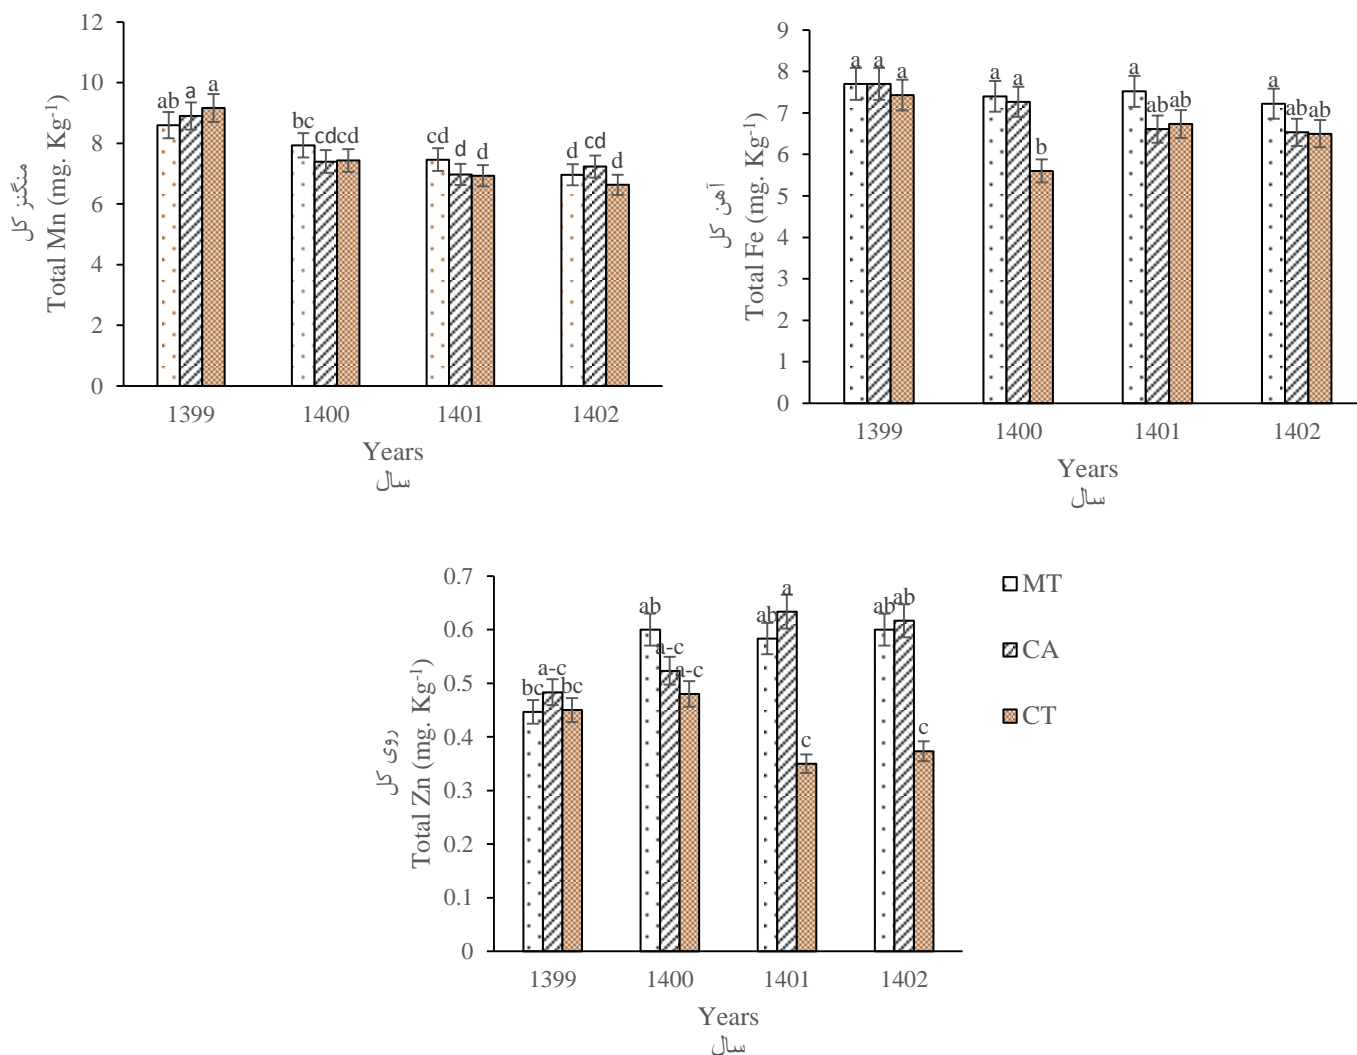 منگنز کل
Total Mn (mg. Kg-1)
12
10
8
6
4
2
0
ab a a
bc cd cd
cd d d
d cd d
1399 1400 1401 1402
Years
سال
آهن کل
Total Fe (mg. Kg-1)
9
8
7
6
5
4
3
2
1
0
a a a
a a b
a ab ab
a ab ab
1399 1400 1401 1402
Years
سال
روی کل
Total Zn (mg. Kg-1)
0.7
0.6
0.5
0.4
0.3
0.2
0.1
0
bc a-c bc
ab a-c a-c
ab a c
ab ab c
1399 1400 1401 1402
Years
سال
MT
CA
CT